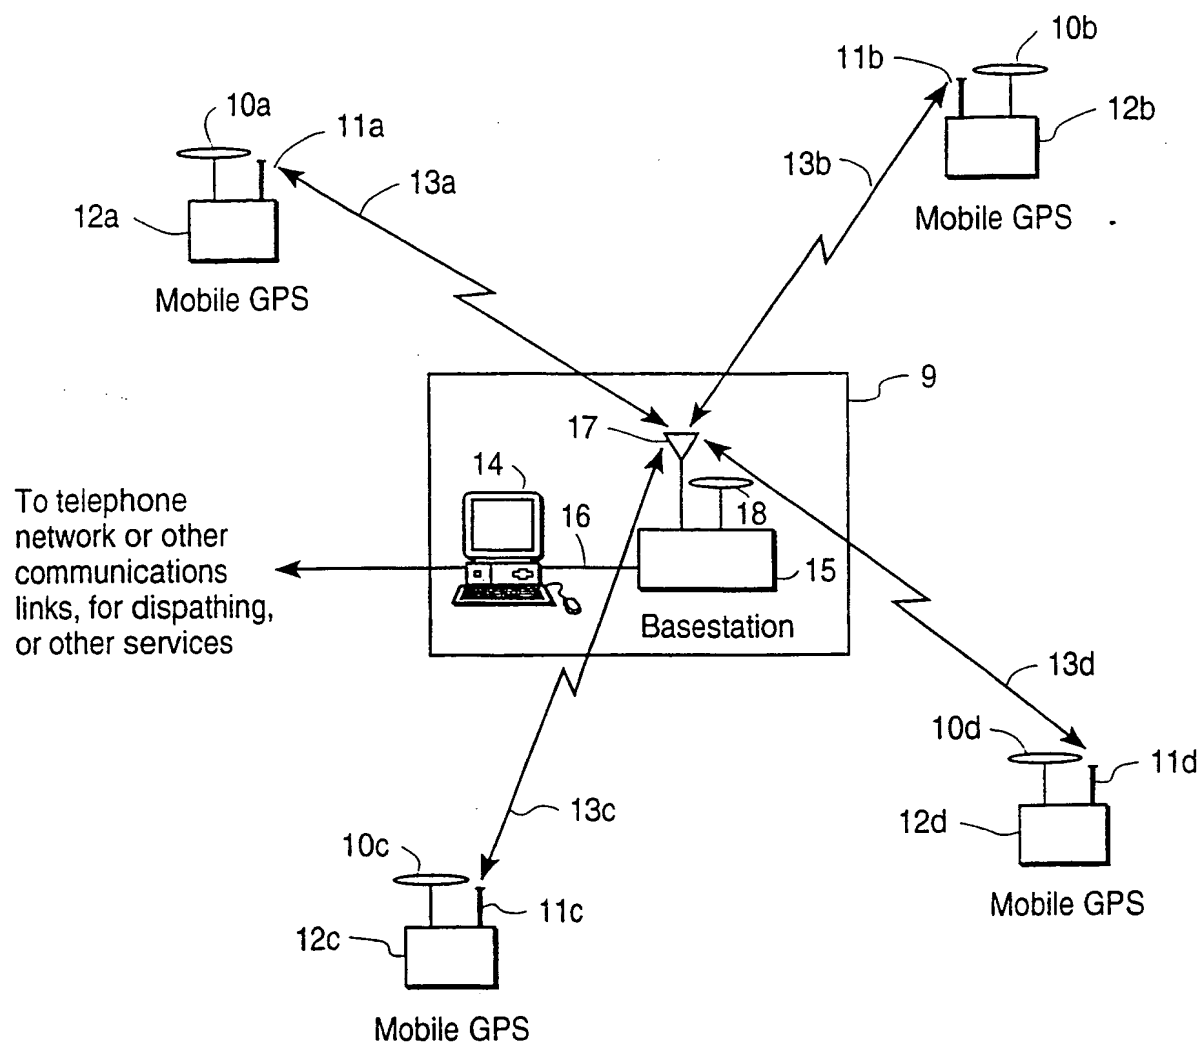 10b
11b
10a
11a
12b
13a
13b
12a
Mobile GPS
Mobile GPS
9
17
14
To telephone
network or other
communications
links, for dispathing,
or other services
16
18
15
Basestation
13d
10d
11d
13c
12d
10c
11c
Mobile GPS
12c
Mobile GPS